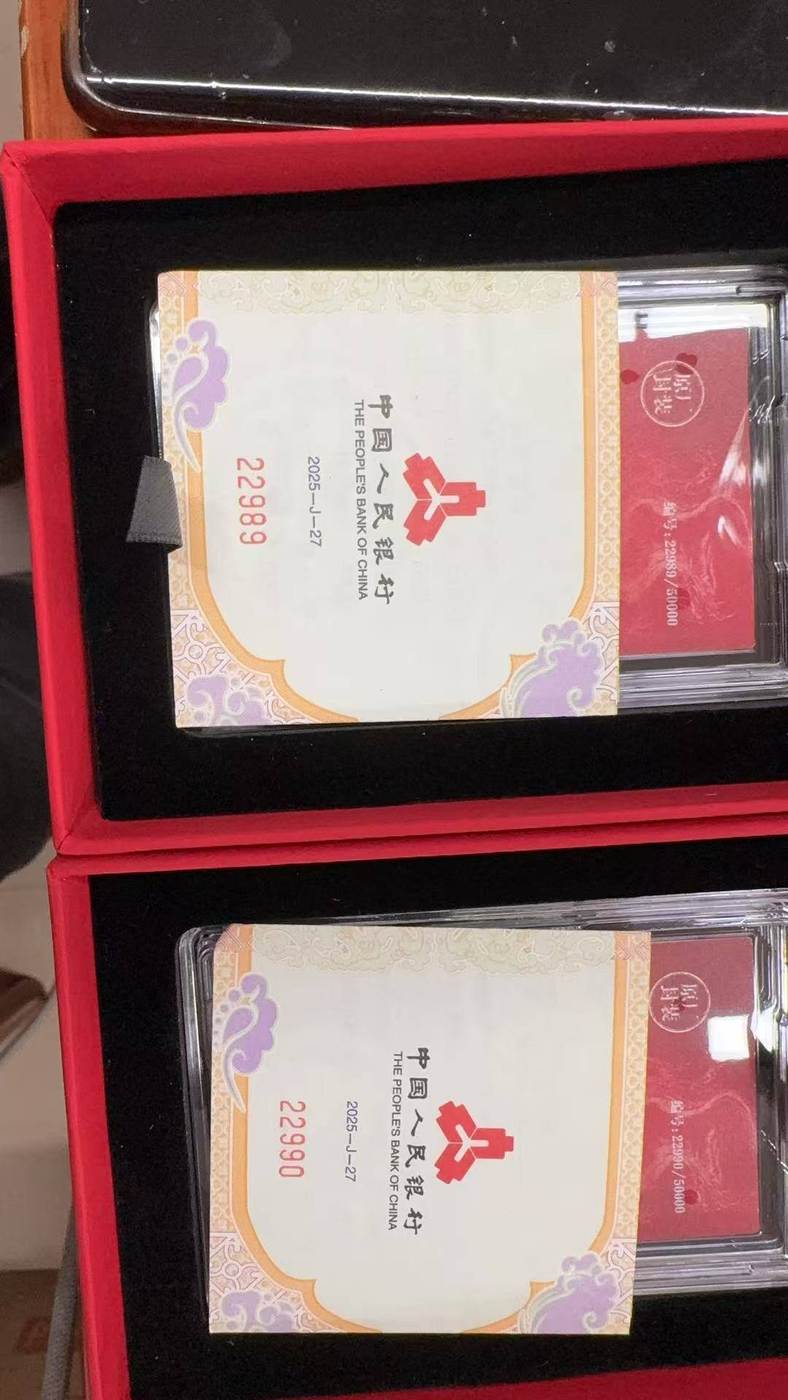 中国人民银行
THE PEOPLE'S BANK OF CHINA
2025—J—27
22989
原厂
封装
编号:22989/50000
中国人民银行
THE PEOPLE'S BANK OF CHINA
2025—J—27
22990
原厂
封装
编号:22990/50000